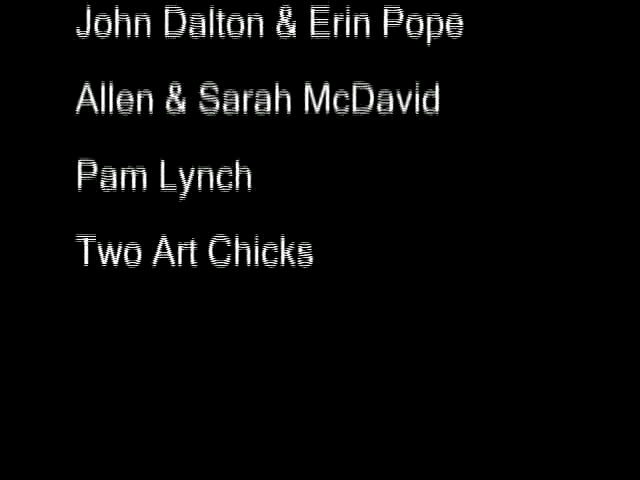 John Dalton & Erin Pope
Allen & Sarah McDavid
Pam Lynch
Two Art Chicks